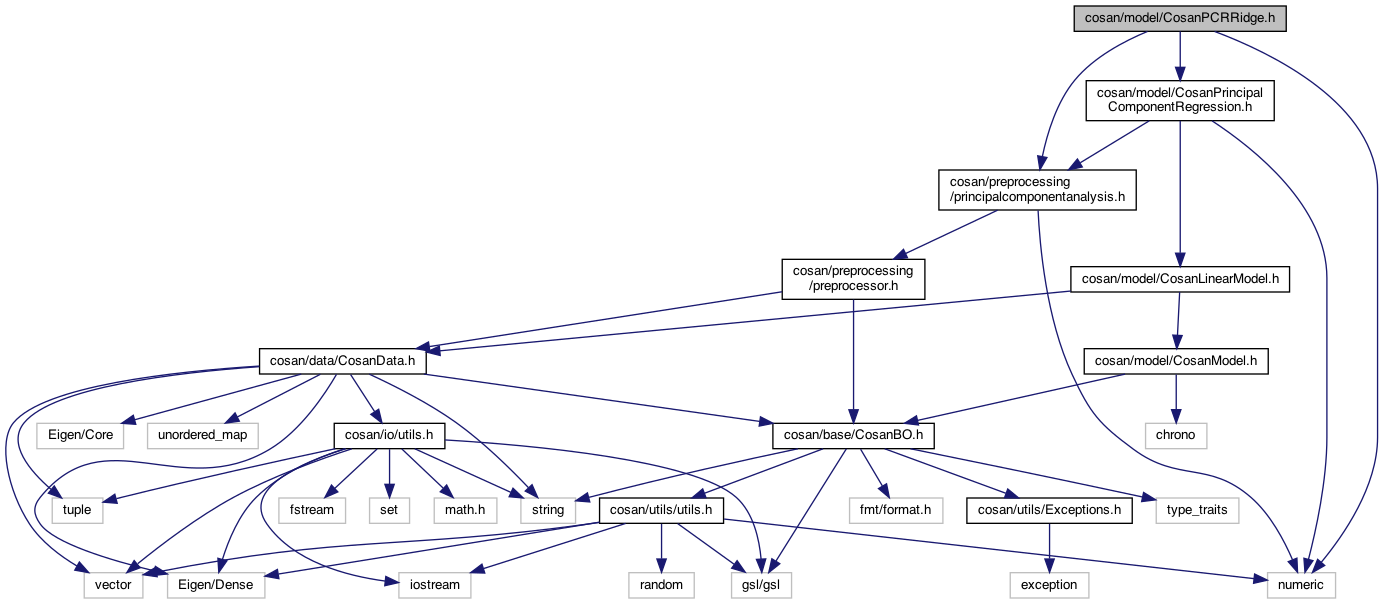 cosan/model/CosanPCRRidge.h
cosan/model/CosanPrincipal
ComponentRegression.h
cosan/preprocessing
/principalcomponentanalysis.h
cosan/preprocessing
/preprocessor.h
cosan/model/CosanLinearModel.h
cosan/data/CosanData.h
cosan/model/CosanModel.h
Eigen/Core
unordered_map
cosan/io/utils.h
cosan/base/CosanBO.h
chrono
tuple
fstream
set
math.h
string
cosan/utils/utils.h
fmt/format.h
cosan/utils/Exceptions.h
type_traits
vector
Eigen/Dense
iostream
random
gsl/gsl
exception
numeric